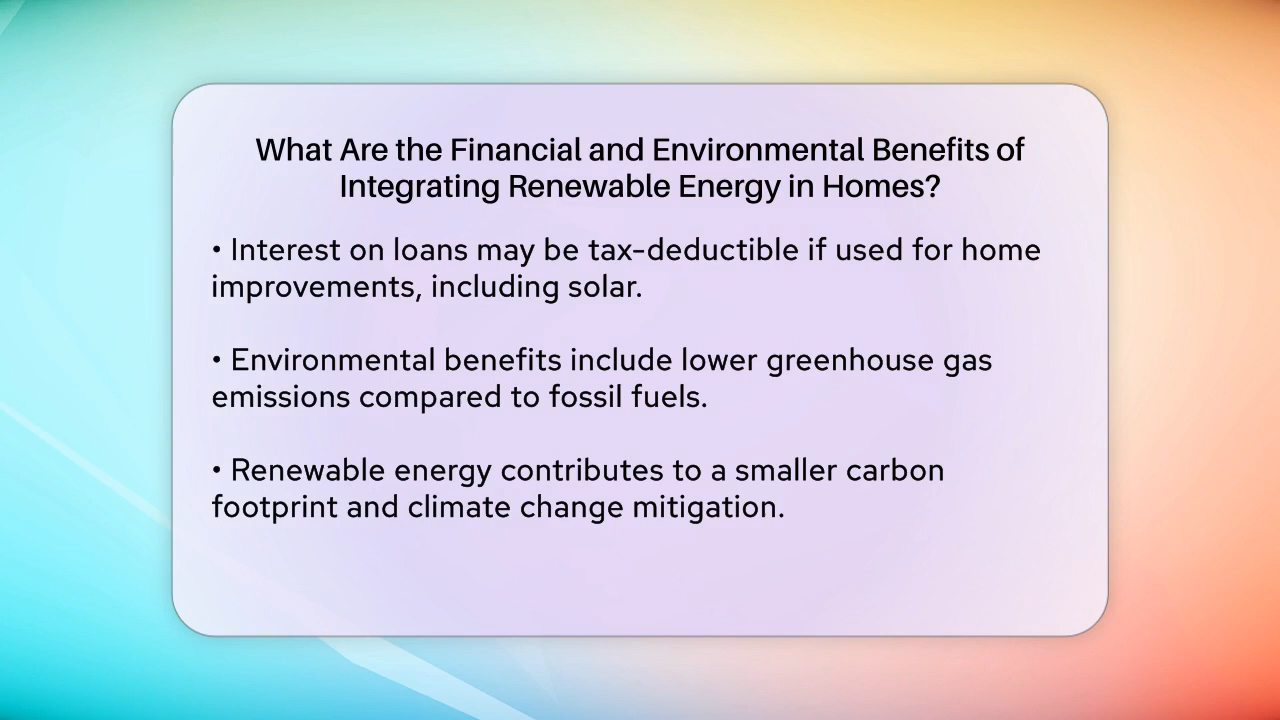 What Are the Financial and Environmental Benefits of
Integrating Renewable Energy in Homes?
• Interest on loans may be tax-deductible if used for home
improvements, including solar.
• Environmental benefits include lower greenhouse gas
emissions compared to fossil fuels.
• Renewable energy contributes to a smaller carbon
footprint and climate change mitigation.